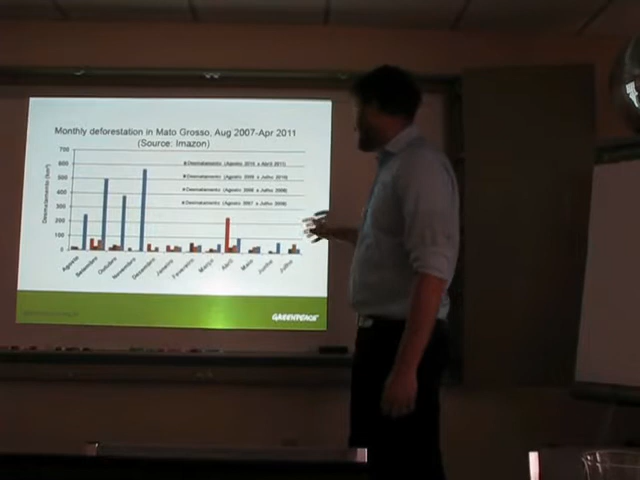 Monthly deforestation in Mato Grosso, Aug 2007-Apr 2011
(Source: Imazon)
700
600
500
400
300
200
100
0
Desmatamento (km²)
Desmatamento (Agosto 2010 a Abril 2011)
Desmatamento (Agosto 2009 a Julho 2010)
Desmatamento (Agosto 2008 a Julho 2009)
Desmatamento (Agosto 2007 a Julho 2008)
Agosto
Setembro
Outubro
Novembro
Dezembro
Janeiro
Fevereiro
Março
Abril
Maio
Junho
Julho
GREENPEACE